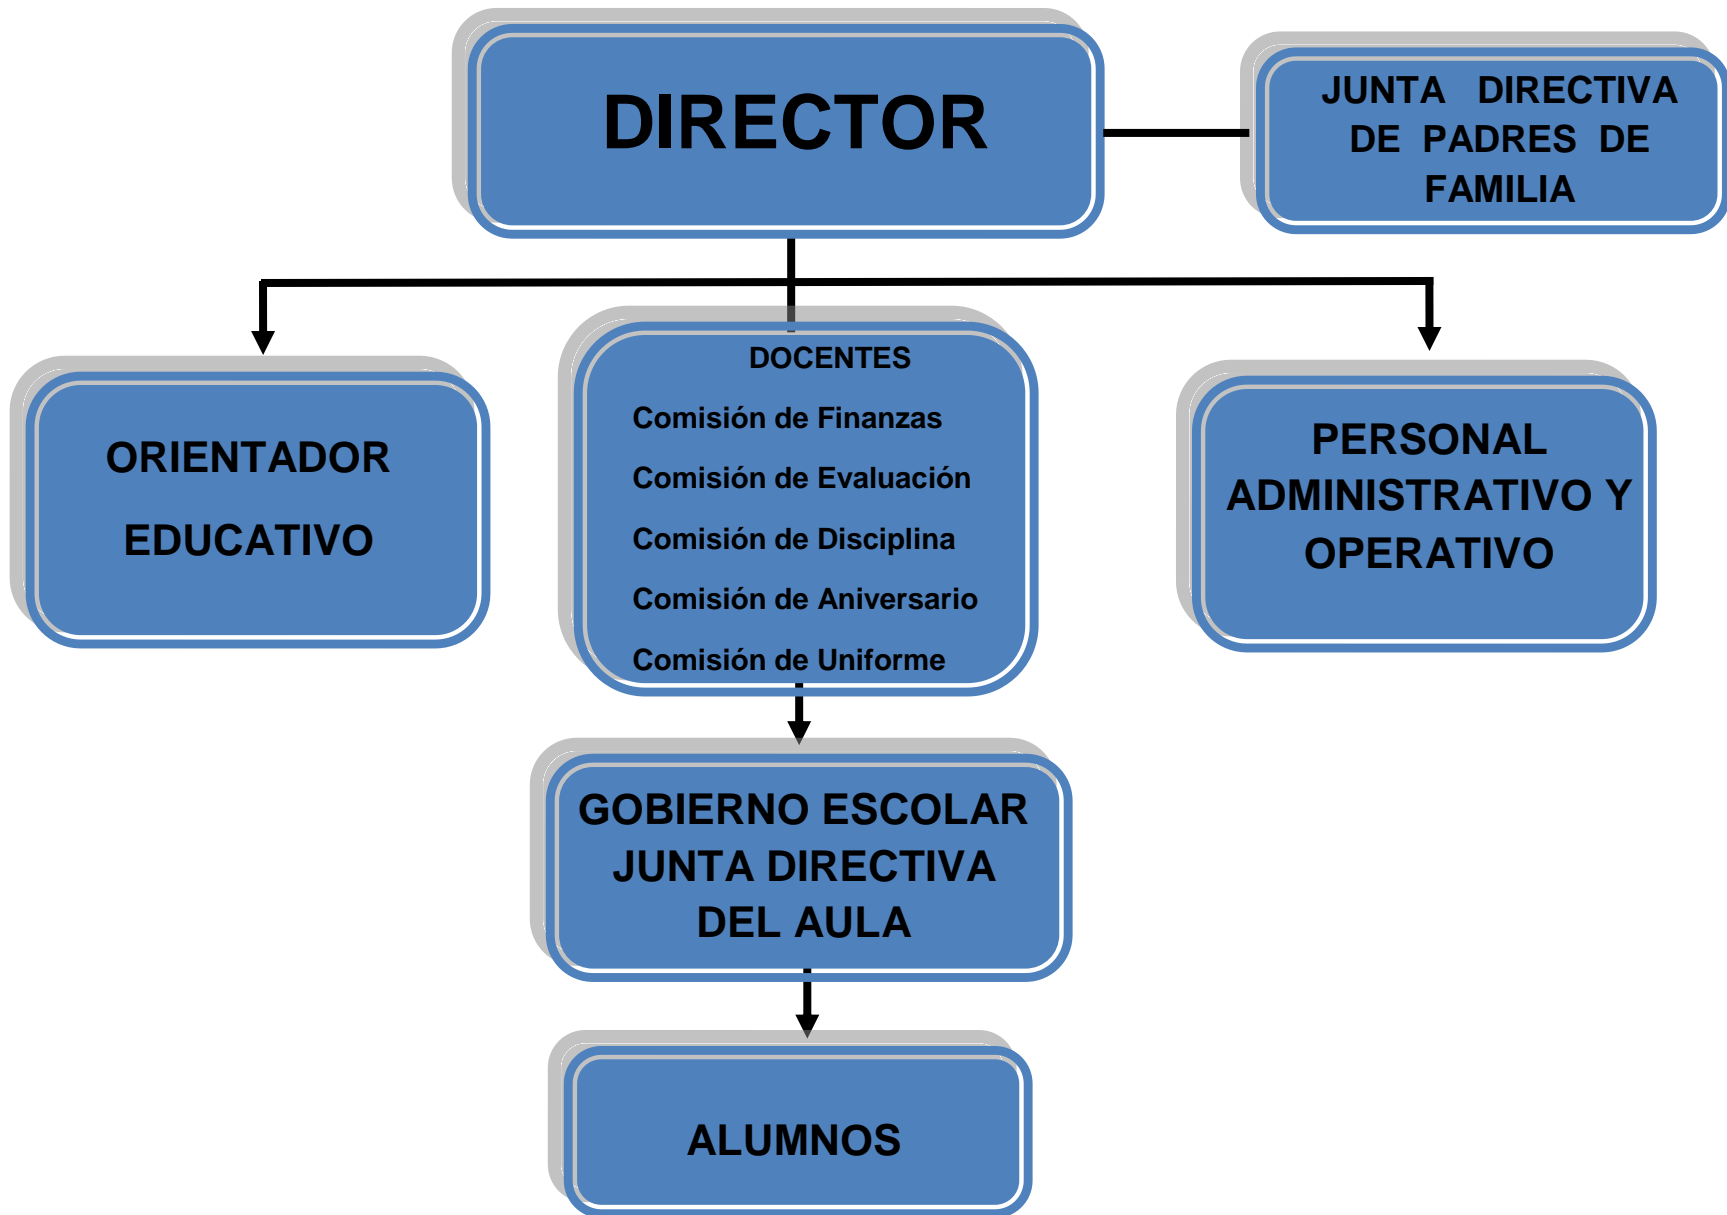 DIRECTOR
JUNTA DIRECTIVA
DE PADRES DE
FAMILIA
ORIENTADOR
EDUCATIVO
DOCENTES
Comisión de Finanzas
Comisión de Evaluación
Comisión de Disciplina
Comisión de Aniversario
Comisión de Uniforme
PERSONAL
ADMINISTRATIVO Y
OPERATIVO
GOBIERNO ESCOLAR
JUNTA DIRECTIVA
DEL AULA
ALUMNOS